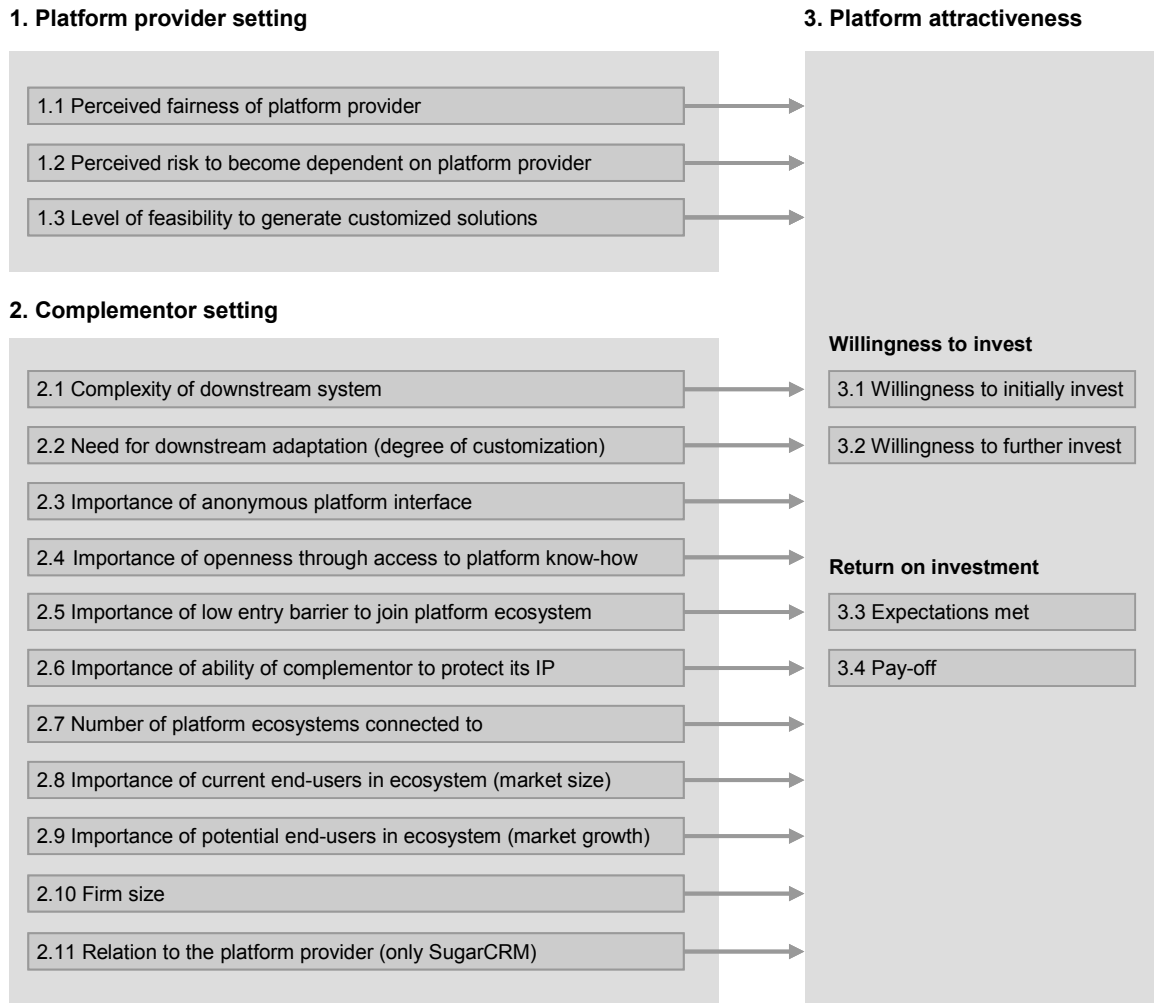 1. Platform provider setting
1.1 Perceived fairness of platform provider
1.2 Perceived risk to become dependent on platform provider
1.3 Level of feasibility to generate customized solutions
2. Complementor setting
2.1 Complexity of downstream system
2.2 Need for downstream adaptation (degree of customization)
2.3 Importance of anonymous platform interface
2.4 Importance of openness through access to platform know-how
2.5 Importance of low entry barrier to join platform ecosystem
2.6 Importance of ability of complementor to protect its IP
2.7 Number of platform ecosystems connected to
2.8 Importance of current end-users in ecosystem (market size)
2.9 Importance of potential end-users in ecosystem (market growth)
2.10 Firm size
2.11 Relation to the platform provider (only SugarCRM)
3. Platform attractiveness
Willingness to invest
3.1 Willingness to initially invest
3.2 Willingness to further invest
Return on investment
3.3 Expectations met
3.4 Pay-off